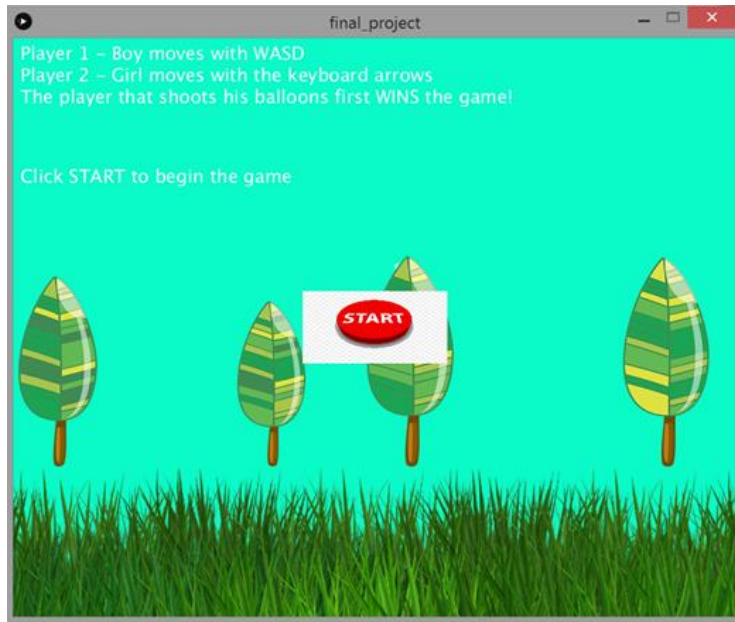 final_project
Player 1 - Boy moves with WASD
Player 2 - Girl moves with the keyboard arrows
The player that shoots his balloons first WINS the game!
Click START to begin the game
START